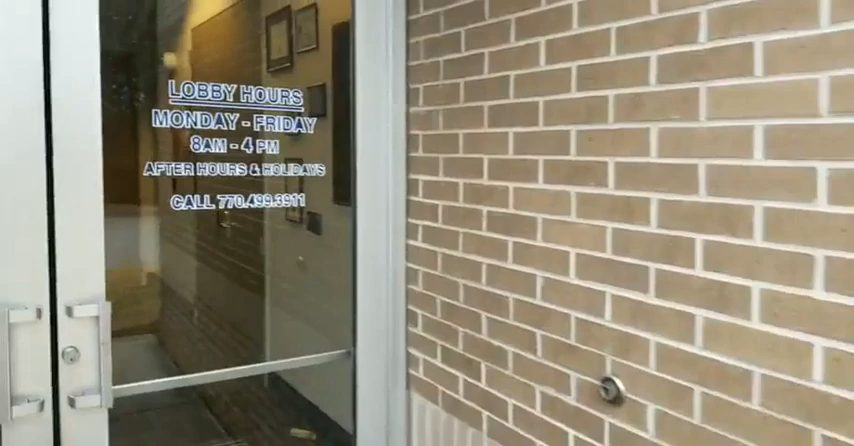 LOBBY HOURS
MONDAY - FRIDAY
8AM - 4 PM
AFTER HOURS & HOLIDAYS
CALL 770.499.3911